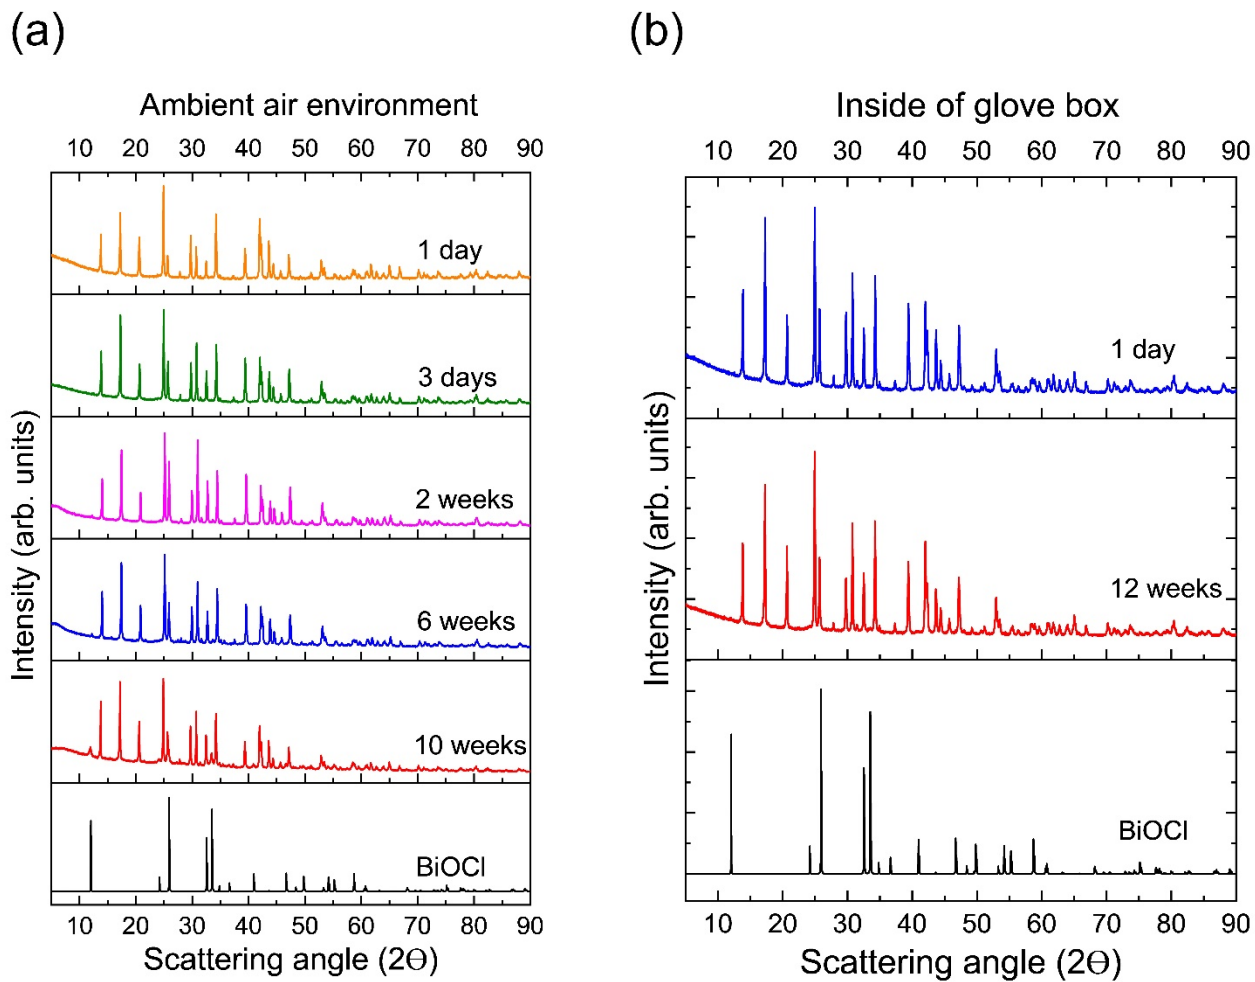 (a)
Ambient air environment
10 20 30 40 50 60 70 80 90
1 day
3 days
2 weeks
6 weeks
10 weeks
BiOCl
Intensity (arb. units)
10 20 30 40 50 60 70 80 90
Scattering angle (2Θ)
(b)
Inside of glove box
10 20 30 40 50 60 70 80 90
1 day
12 weeks
BiOCl
Intensity (arb. units)
10 20 30 40 50 60 70 80 90
Scattering angle (2Θ)